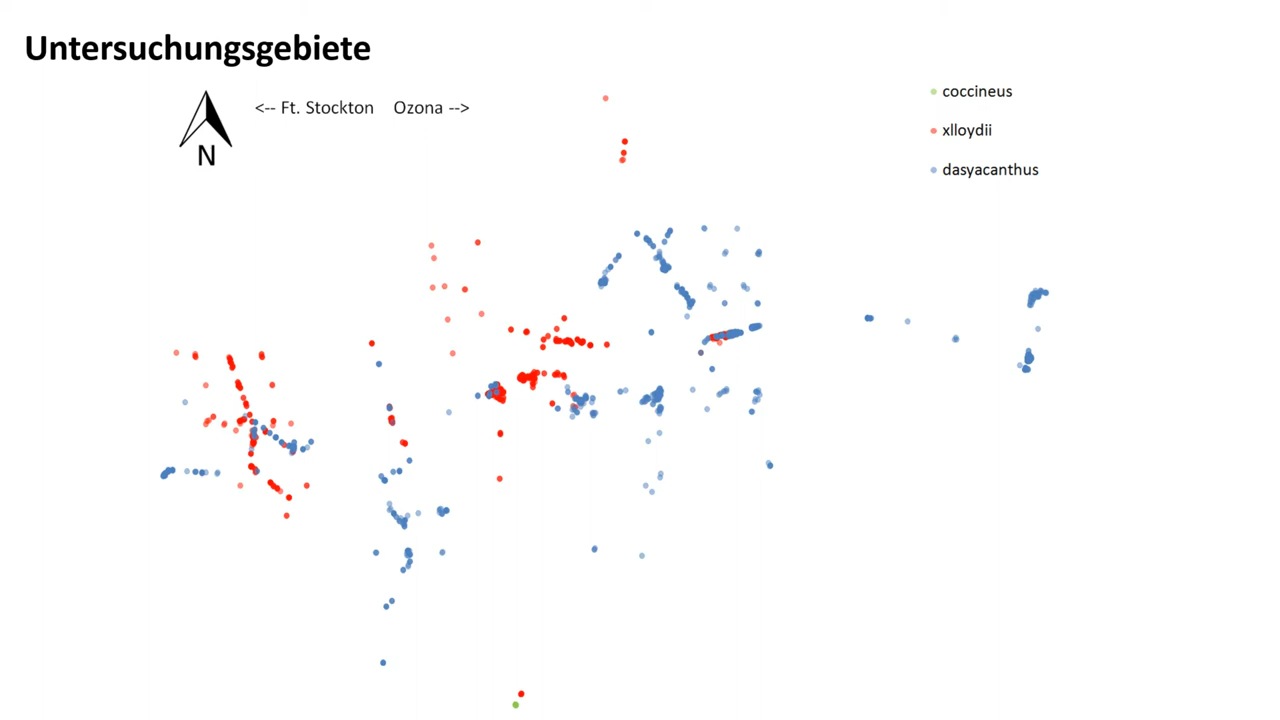 Untersuchungsgebiete
<-- Ft. Stockton Ozona -->
N
coccineus
xlloydii
dasyacanthus